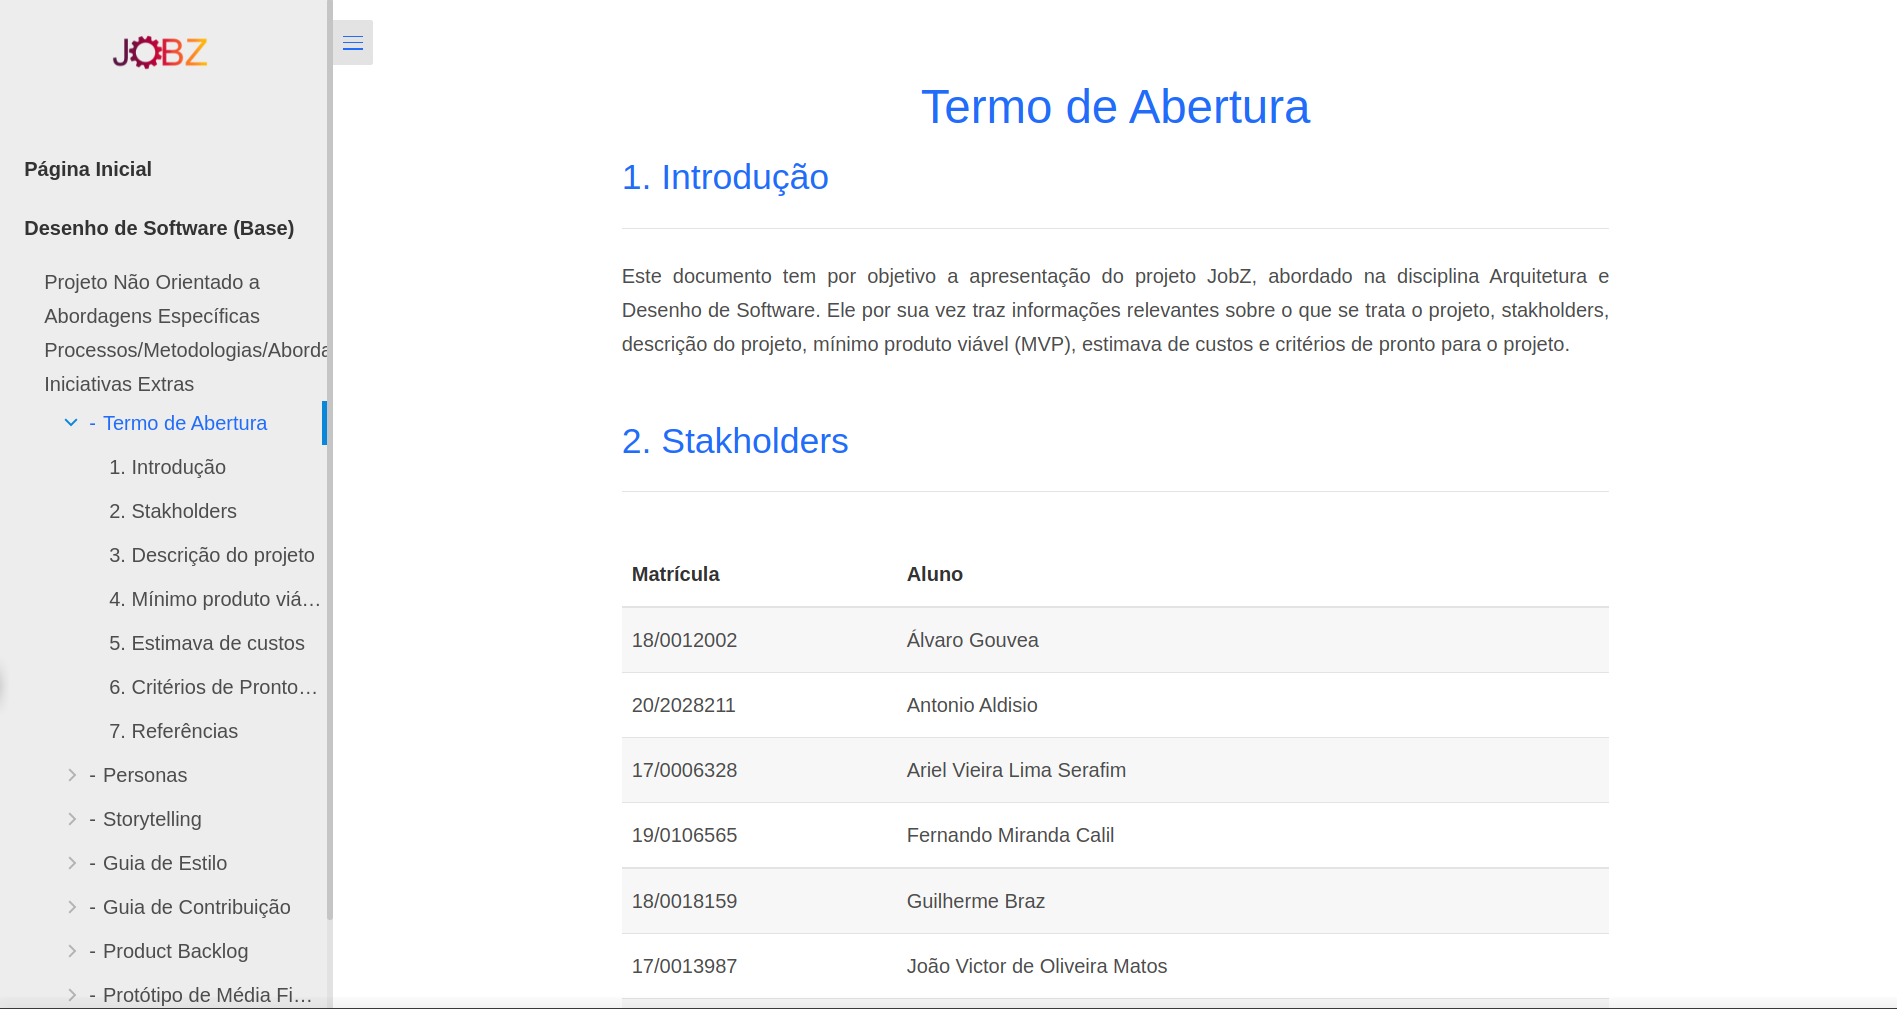 JOBZ
Página Inicial
Desenho de Software (Base)
Projeto Não Orientado a
Abordagens Específicas
Processos/Metodologias/Aborda
Iniciativas Extras
- Termo de Abertura
1. Introdução
2. Stakholders
3. Descrição do projeto
4. Mínimo produto viá…
5. Estimava de custos
6. Critérios de Pronto…
7. Referências
- Personas
- Storytelling
- Guia de Estilo
- Guia de Contribuição
- Product Backlog
- Protótipo de Média Fi…
Termo de Abertura
1. Introdução
Este documento tem por objetivo a apresentação do projeto JobZ, abordado na disciplina Arquitetura e
Desenho de Software. Ele por sua vez traz informações relevantes sobre o que se trata o projeto, stakholders,
descrição do projeto, mínimo produto viável (MVP), estimava de custos e critérios de pronto para o projeto.
2. Stakholders
Matrícula Aluno
18/0012002 Álvaro Gouvea
20/2028211 Antonio Aldisio
17/0006328 Ariel Vieira Lima Serafim
19/0106565 Fernando Miranda Calil
18/0018159 Guilherme Braz
17/0013987 João Victor de Oliveira Matos